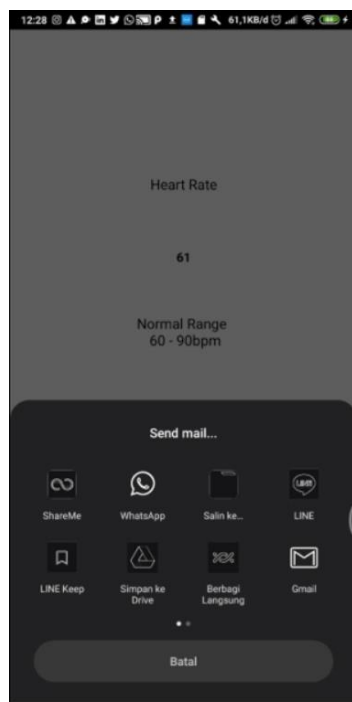 12:28
61,1KB/d
Heart Rate
61
Normal Range
60 - 90bpm
Send mail...
ShareMe
WhatsApp
Salin ke...
LINE
LINE Keep
Simpan ke
Drive
Berbagi
Langsung
Gmail
Batal